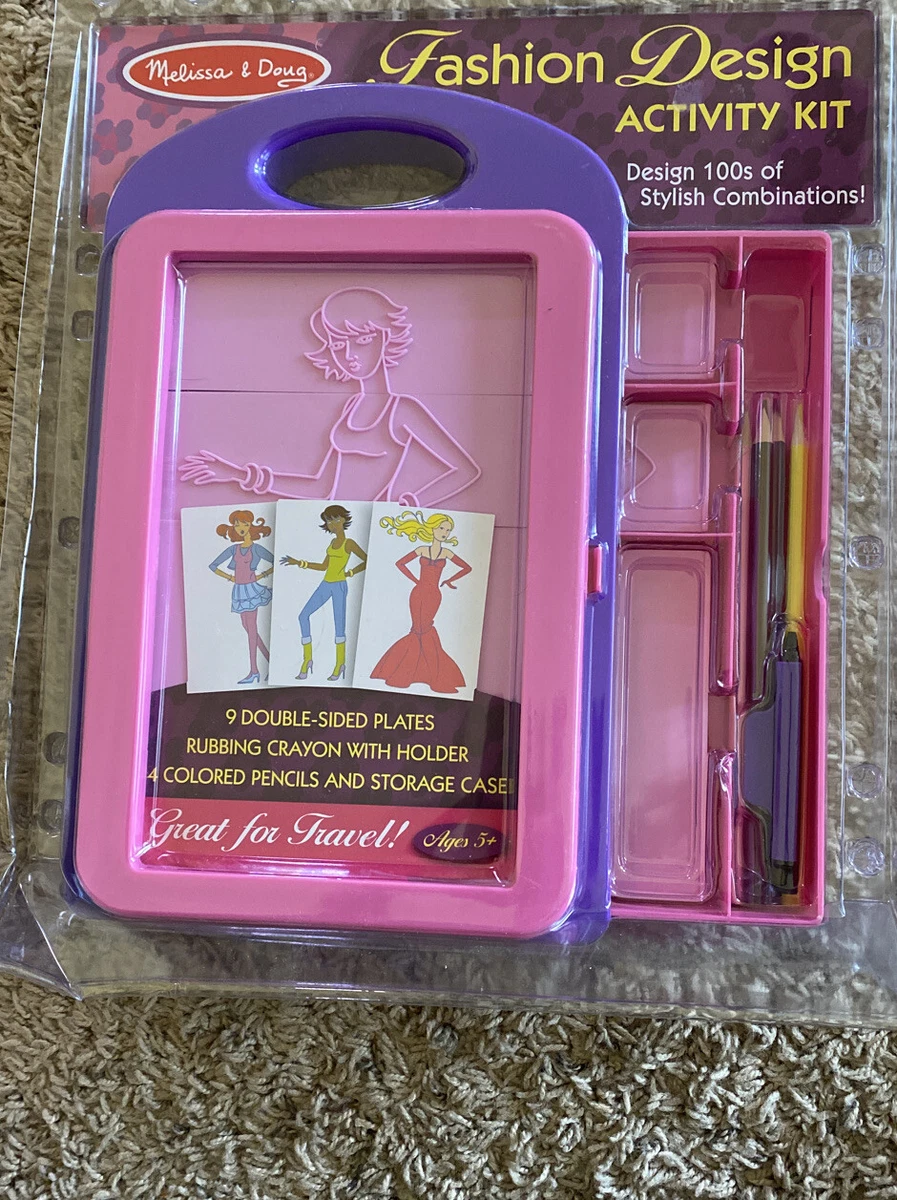 Melissa & Doug®
Fashion Design
ACTIVITY KIT
Design 100s of
Stylish Combinations!
9 DOUBLE-SIDED PLATES
RUBBING CRAYON WITH HOLDER
4 COLORED PENCILS AND STORAGE CASE
Great for Travel!
Ages 5+